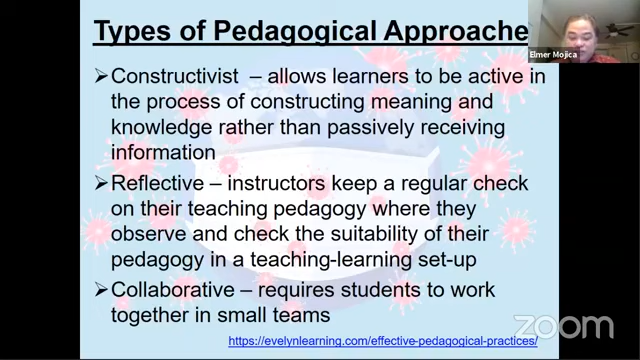 Types of Pedagogical Approache
Elmer Mojica
➢Constructivist – allows learners to be active in
the process of constructing meaning and
knowledge rather than passively receiving
information
➢Reflective – instructors keep a regular check
on their teaching pedagogy where they
observe and check the suitability of their
pedagogy in a teaching-learning set-up
➢Collaborative – requires students to work
together in small teams
zoom
https://evelynlearning.com/effective-pedagogical-practices/